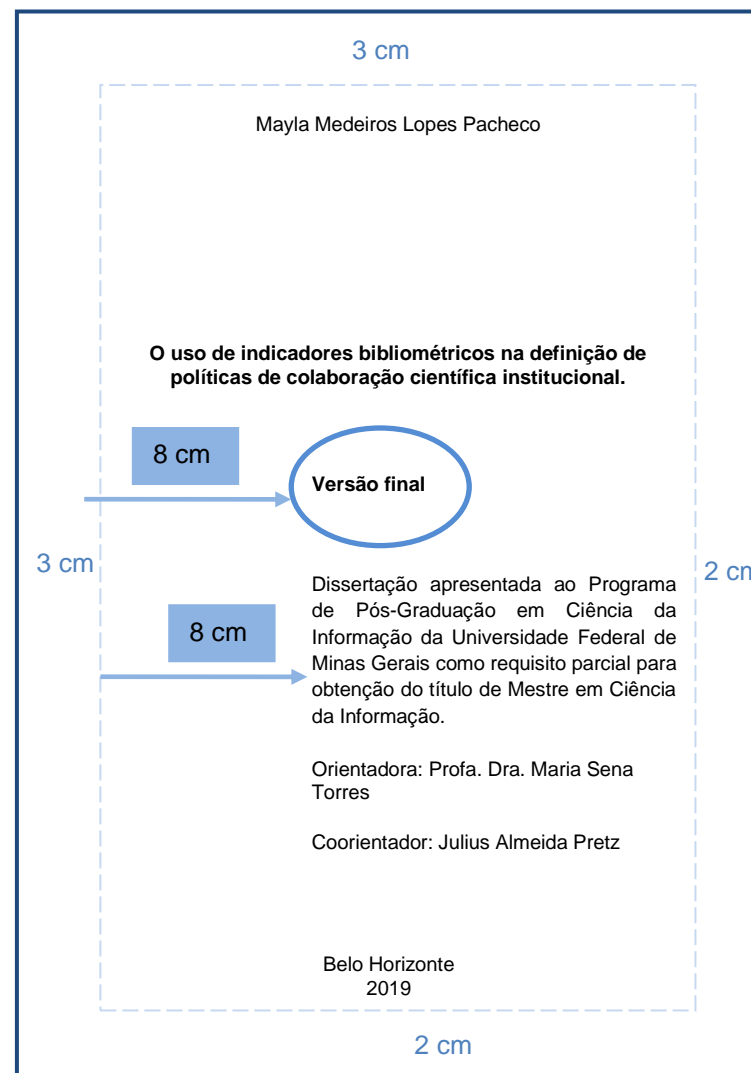 3 cm
Mayla Medeiros Lopes Pacheco
O uso de indicadores bibliométricos na definição de
políticas de colaboração científica institucional.
8 cm
Versão final
3 cm
2 cm
Dissertação apresentada ao Programa
de Pós-Graduação em Ciência da
Informação da Universidade Federal de
Minas Gerais como requisito parcial para
obtenção do título de Mestre em Ciência
da Informação.
8 cm
Orientadora: Profa. Dra. Maria Sena
Torres
Coorientador: Julius Almeida Pretz
Belo Horizonte
2019
2 cm